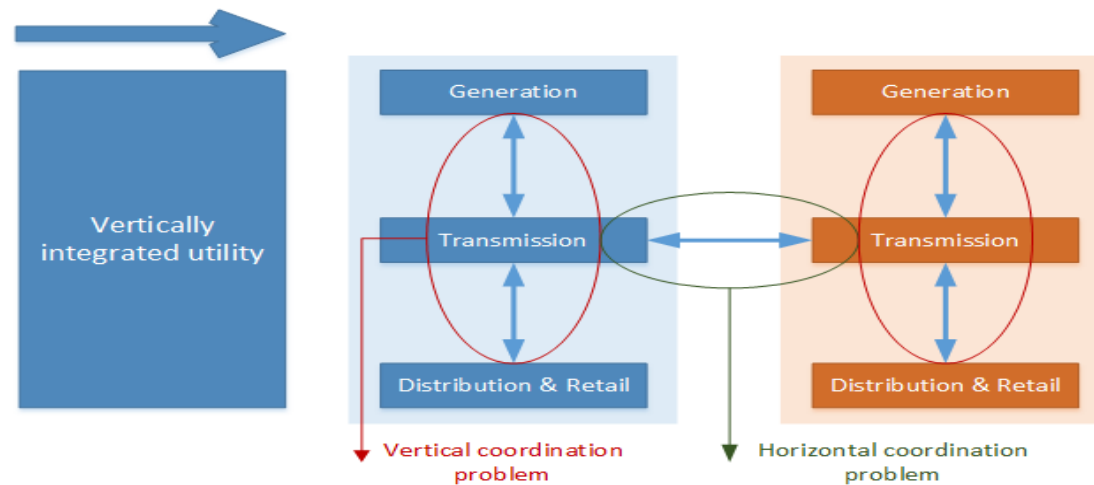 Vertically
integrated utility
Generation
Transmission
Distribution & Retail
Generation
Transmission
Distribution & Retail
Vertical coordination
problem
Horizontal coordination
problem